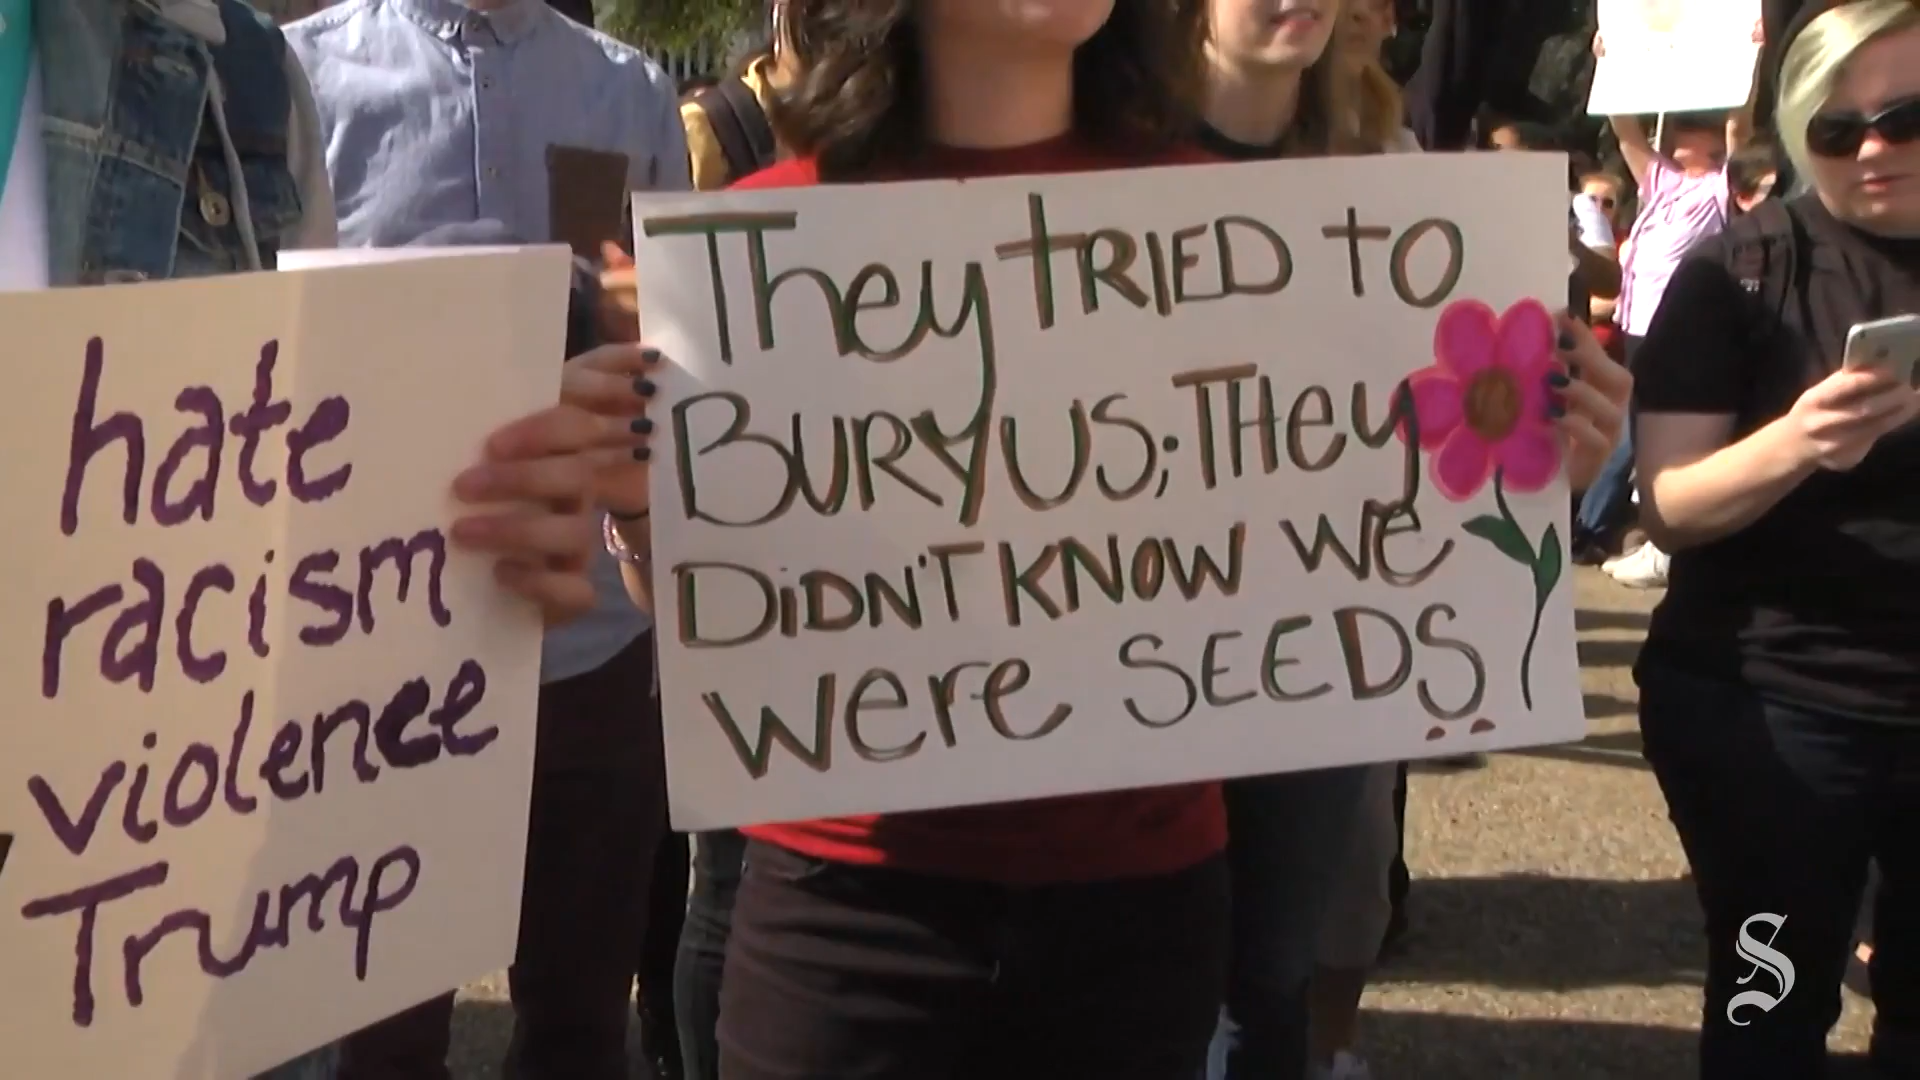 hate
racism
violence
Trump
They TRIED to
BURY US; THey
DiDN'T KNOW We
Were SEEDS
S